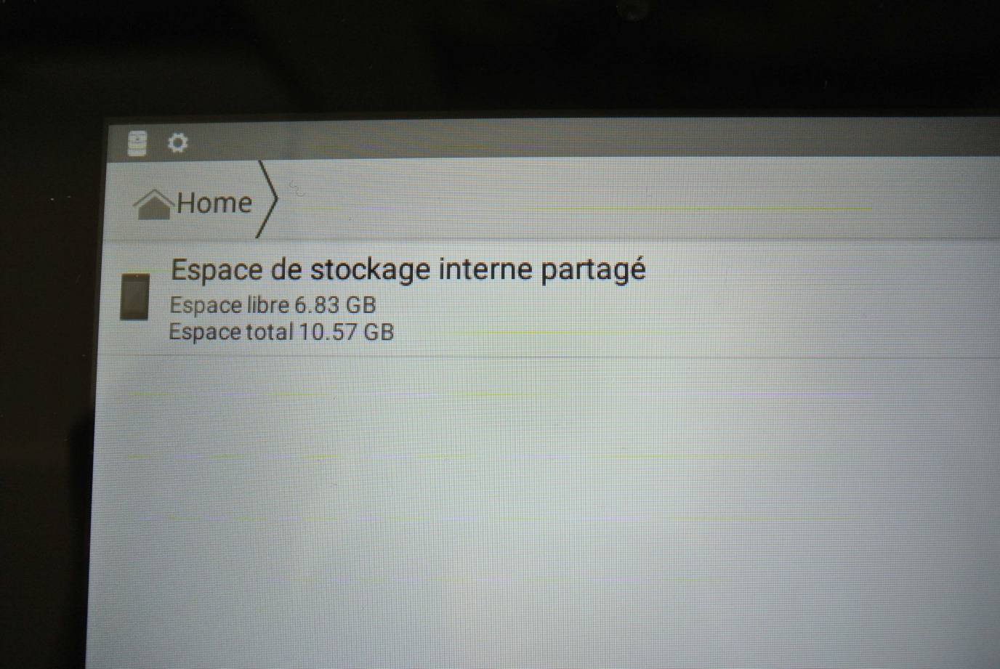 Home
Espace de stockage interne partagé
Espace libre 6.83 GB
Espace total 10.57 GB